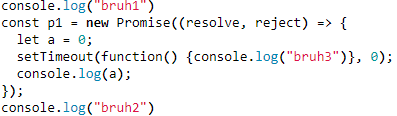 console.log("bruh1")
const p1 = new Promise((resolve, reject) => {
  let a = 0;
  setTimeout(function() {console.log("bruh3")}, 0);
  console.log(a);
});
console.log("bruh2")